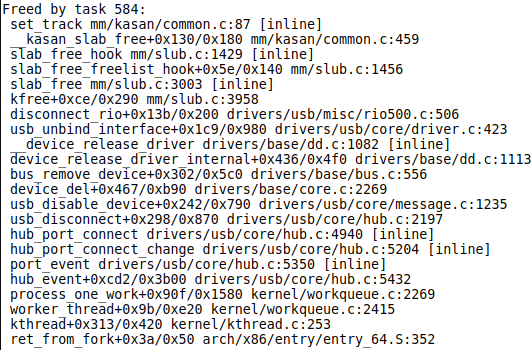 Freed by task 584:
set_track mm/kasan/common.c:87 [inline]
__kasan_slab_free+0x130/0x180 mm/kasan/common.c:459
slab_free_hook mm/slub.c:1429 [inline]
slab_free_freelist_hook+0x5e/0x140 mm/slub.c:1456
slab_free mm/slub.c:3003 [inline]
kfree+0xce/0x290 mm/slub.c:3958
disconnect_rio+0x13b/0x200 drivers/usb/misc/rio500.c:506
usb_unbind_interface+0x1c9/0x980 drivers/usb/core/driver.c:423
__device_release_driver drivers/base/dd.c:1082 [inline]
device_release_driver_internal+0x436/0x4f0 drivers/base/dd.c:1113
bus_remove_device+0x302/0x5c0 drivers/base/bus.c:556
device_del+0x467/0xb90 drivers/base/core.c:2269
usb_disable_device+0x242/0x790 drivers/usb/core/message.c:1235
usb_disconnect+0x298/0x870 drivers/usb/core/hub.c:2197
hub_port_connect drivers/usb/core/hub.c:4940 [inline]
hub_port_connect_change drivers/usb/core/hub.c:5204 [inline]
port_event drivers/usb/core/hub.c:5350 [inline]
hub_event+0xcd2/0x3b00 drivers/usb/core/hub.c:5432
process_one_work+0x90f/0x1580 kernel/workqueue.c:2269
worker_thread+0x9b/0xe20 kernel/workqueue.c:2415
kthread+0x313/0x420 kernel/kthread.c:253
ret_from_fork+0x3a/0x50 arch/x86/entry/entry_64.S:352